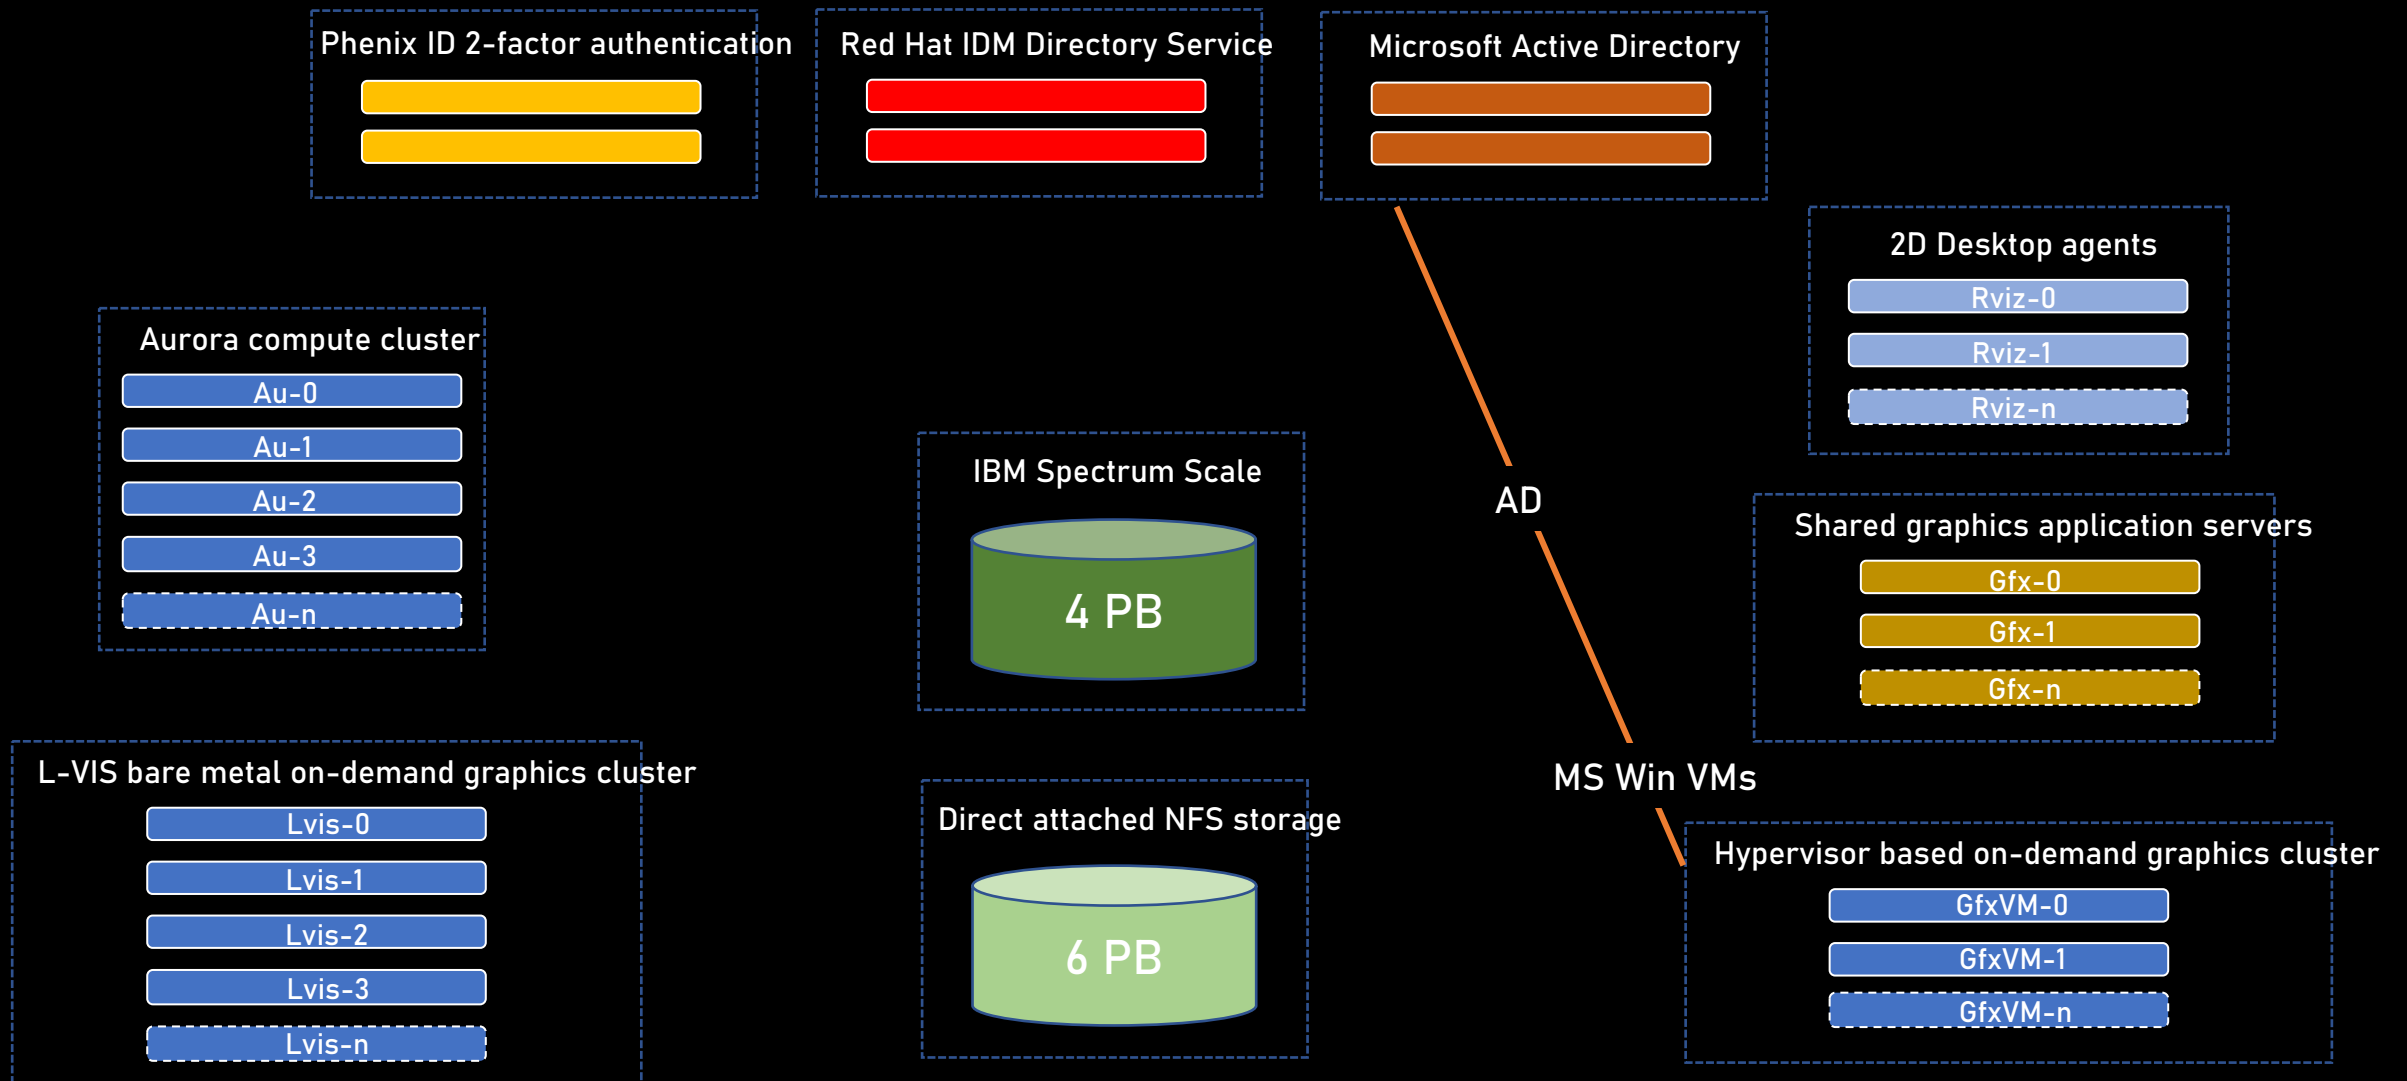 Phenix ID 2-factor authentication
Red Hat IDM Directory Service
Microsoft Active Directory
2D Desktop agents
Rviz-0
Rviz-1
Rviz-n
Aurora compute cluster
Au-0
Au-1
Au-2
Au-3
Au-n
IBM Spectrum Scale
4 PB
AD
Shared graphics application servers
Gfx-0
Gfx-1
Gfx-n
L-VIS bare metal on-demand graphics cluster
Lvis-0
Lvis-1
Lvis-2
Lvis-3
Lvis-n
Direct attached NFS storage
6 PB
MS Win VMs
Hypervisor based on-demand graphics cluster
GfxVM-0
GfxVM-1
GfxVM-n